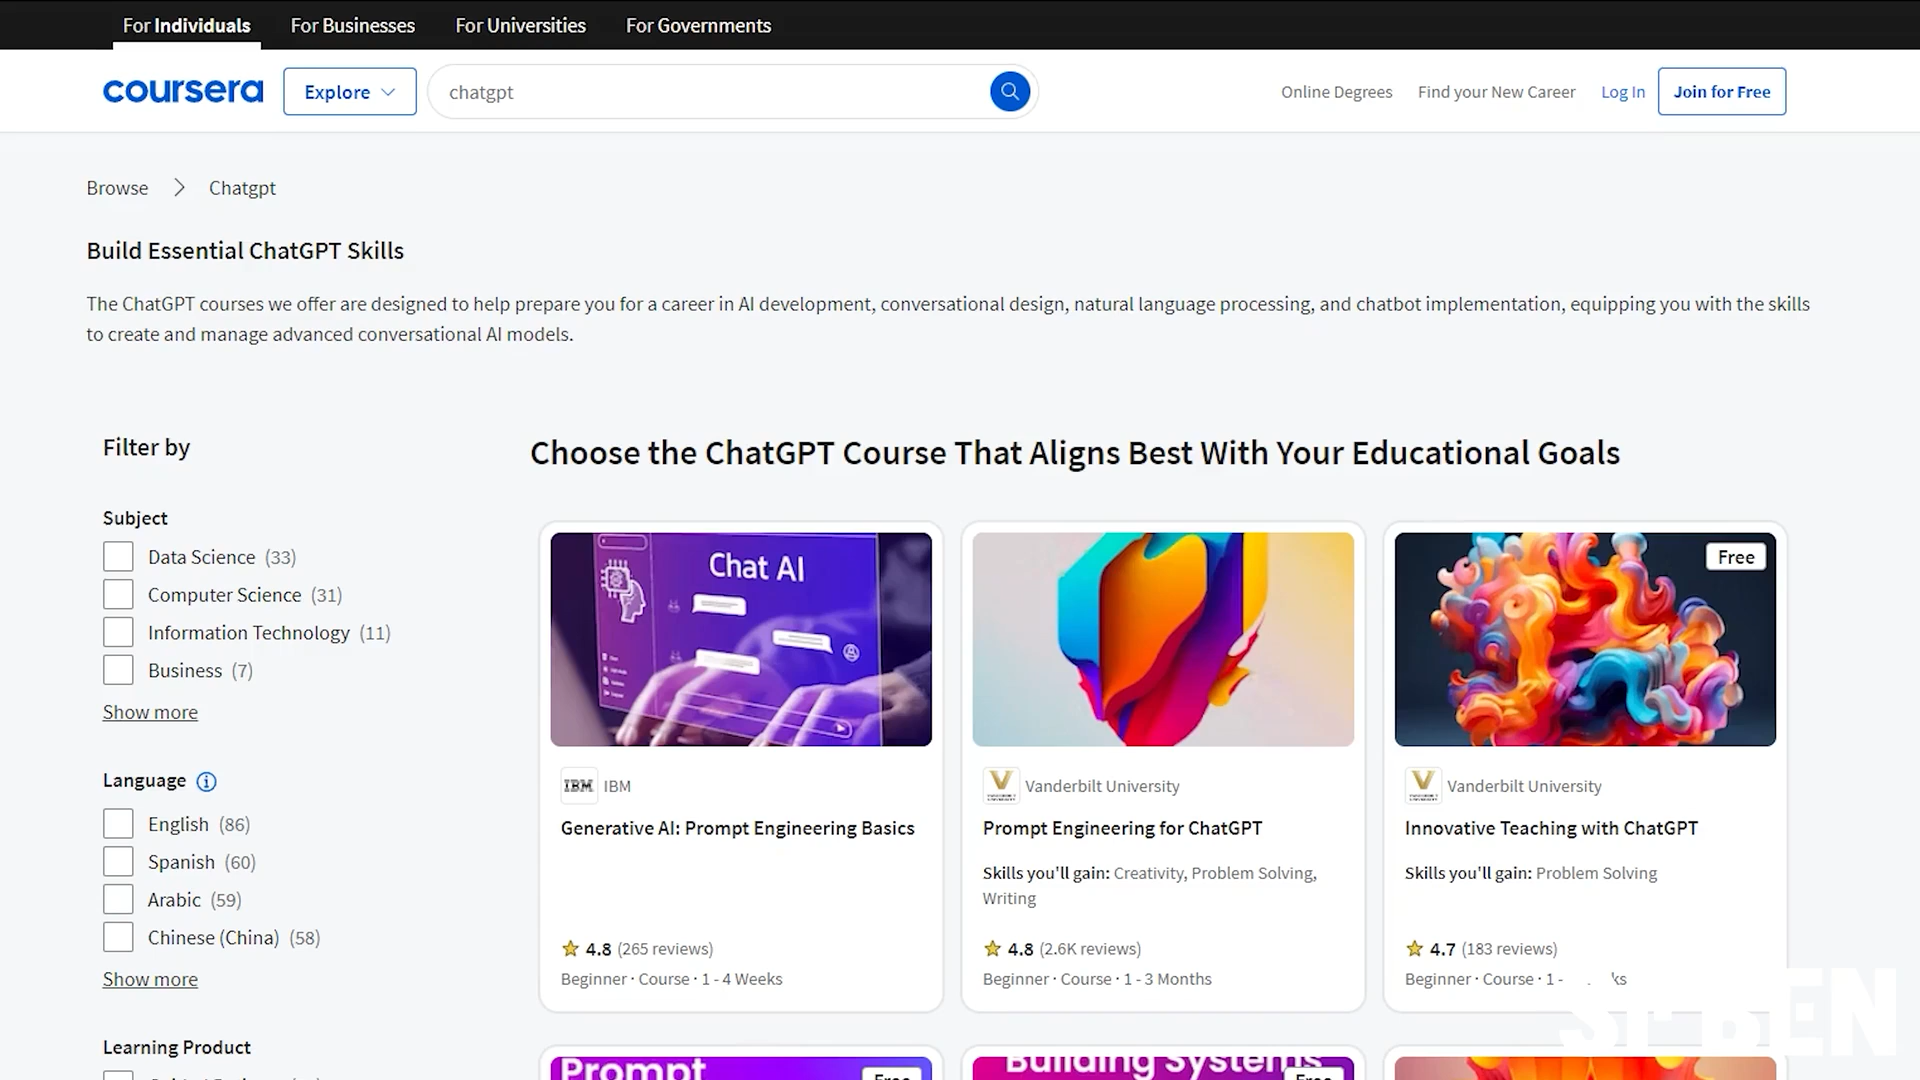 For Individuals For Businesses For Universities For Governments
coursera Explore chatgpt Online Degrees Find your New Career Log In Join for Free
Browse Chatgpt
Build Essential ChatGPT Skills
The ChatGPT courses we offer are designed to help prepare you for a career in AI development, conversational design, natural language processing, and chatbot implementation, equipping you with the skills
to create and manage advanced conversational AI models.
Filter by
Choose the ChatGPT Course That Aligns Best With Your Educational Goals
Subject
Data Science (33)
Computer Science (31)
Information Technology (11)
Business (7)
Show more
Language
English (86)
Spanish (60)
Arabic (59)
Chinese (China) (58)
Show more
Learning Product
Chat AI
IBM IBM
Generative AI: Prompt Engineering Basics
4.8 (265 reviews)
Beginner · Course · 1 - 4 Weeks
Vanderbilt University
Prompt Engineering for ChatGPT
Skills you'll gain: Creativity, Problem Solving,
Writing
4.8 (2.6K reviews)
Beginner · Course · 1 - 3 Months
Free
Vanderbilt University
Innovative Teaching with ChatGPT
Skills you'll gain: Problem Solving
4.7 (183 reviews)
Beginner · Course · 1 -
Prompt
Free
Building Systems
Free
BEN